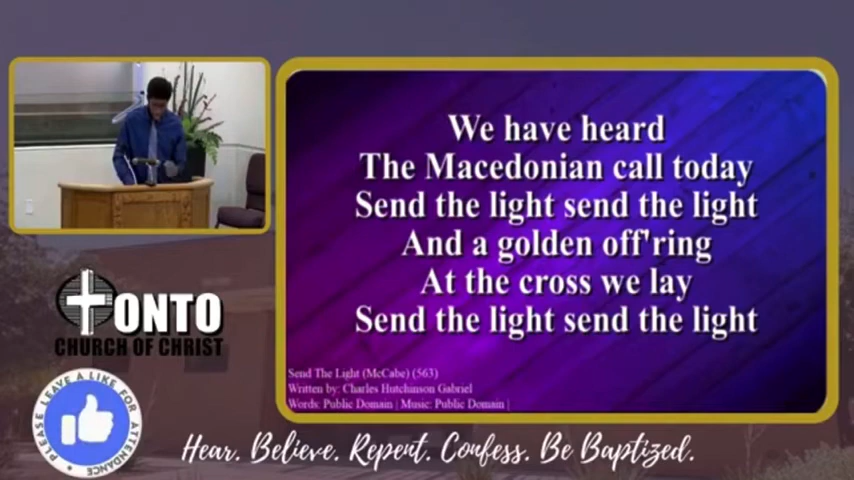 We have heard
The Macedonian call today
Send the light send the light
And a golden off'ring
At the cross we lay
Send the light send the light
Send The Light (McCabe) (563)
Written by: Charles Hutchinson Gabriel
Words: Public Domain | Music: Public Domain |
TONTO
CHURCH OF CHRIST
PLEASE LEAVE A LIKE FOR ATTENDANCE
Hear. Believe. Repent. Confess. Be Baptized.